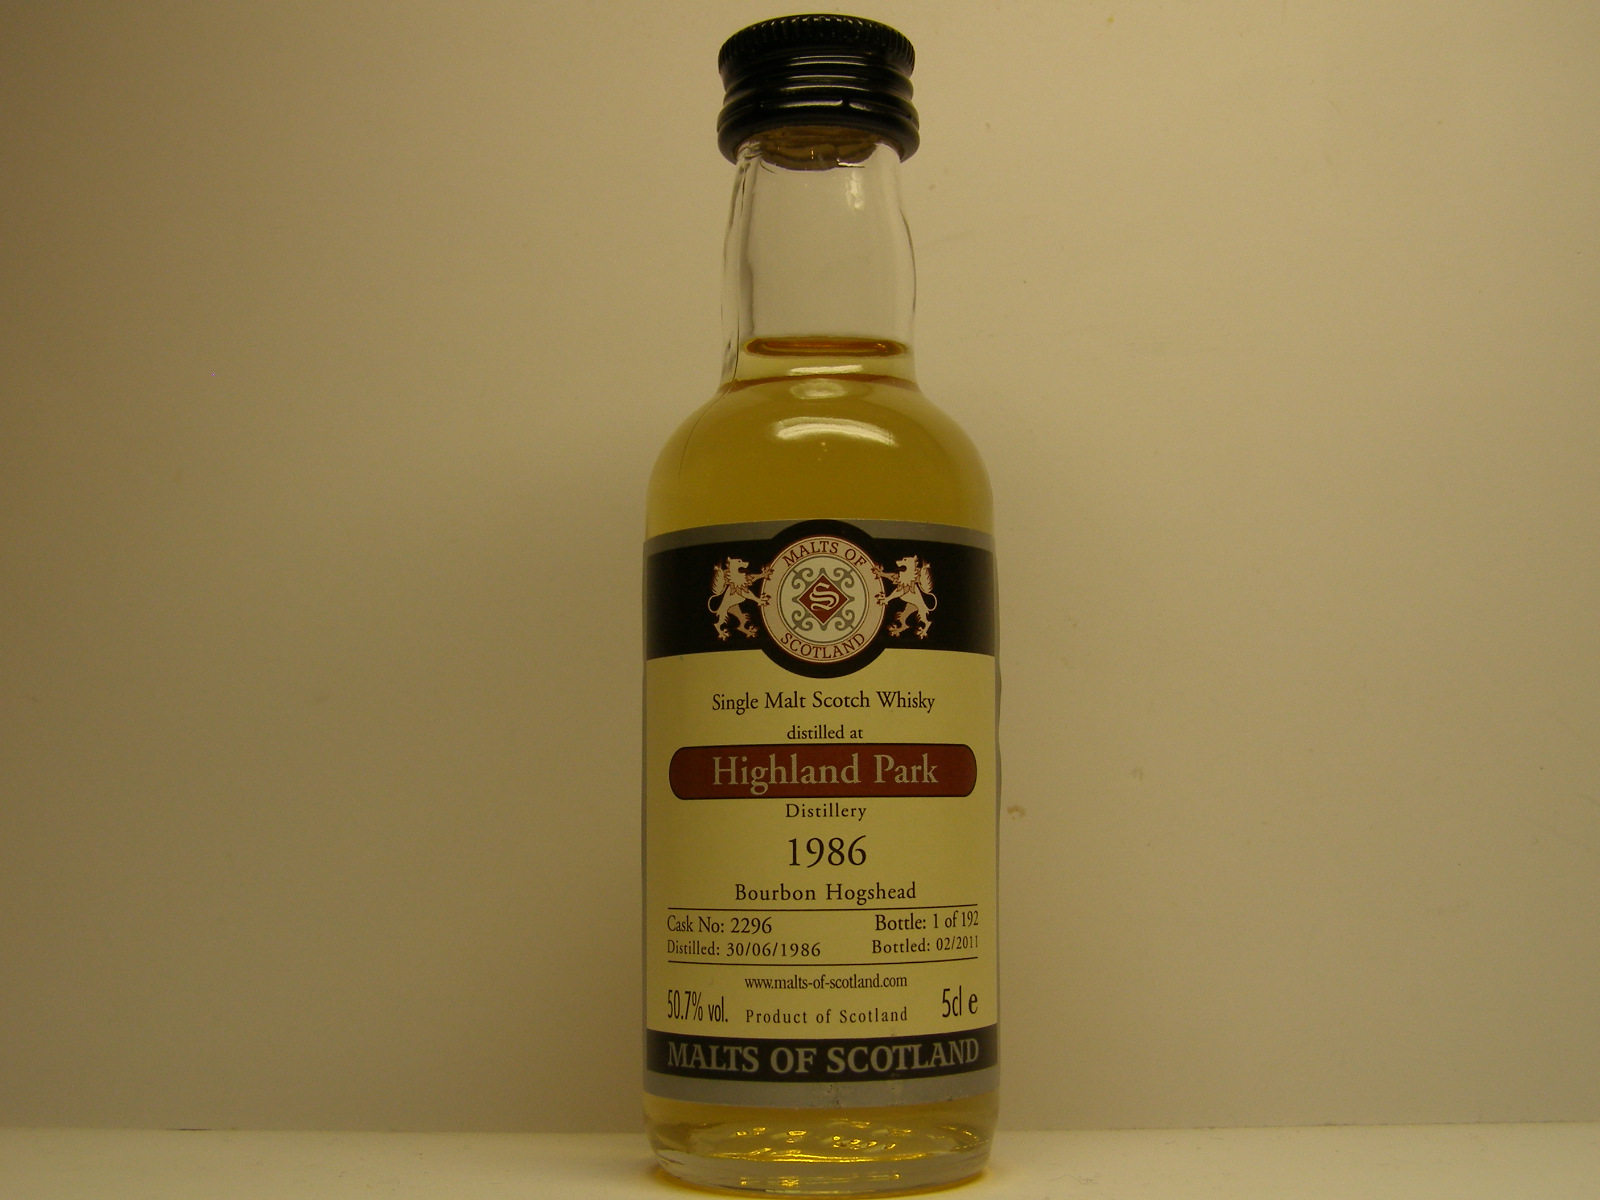 MALTS OF
S
SCOTLAND
Single Malt Scotch Whisky
distilled at
Highland Park
Distillery
1986
Bourbon Hogshead
Cask No: 2296 Bottle: 1 of 192
Distilled: 30/06/1986 Bottled: 02/2011
www.malts-of-scotland.com
50.7% vol. Product of Scotland 5cl e
MALTS OF SCOTLAND